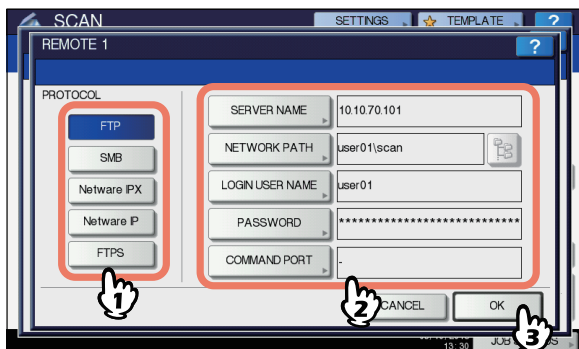 SCAN
SETTINGS
TEMPLATE
?
REMOTE 1
?
PROTOCOL
FTP
SMB
Netware IPX
Netware IP
FTPS
SERVER NAME
10.10.70.101
NETWORK PATH
user01\scan
LOGIN USER NAME
user01
PASSWORD
****************************
COMMAND PORT
-
CANCEL
OK
1
2
3
13:30
JOB